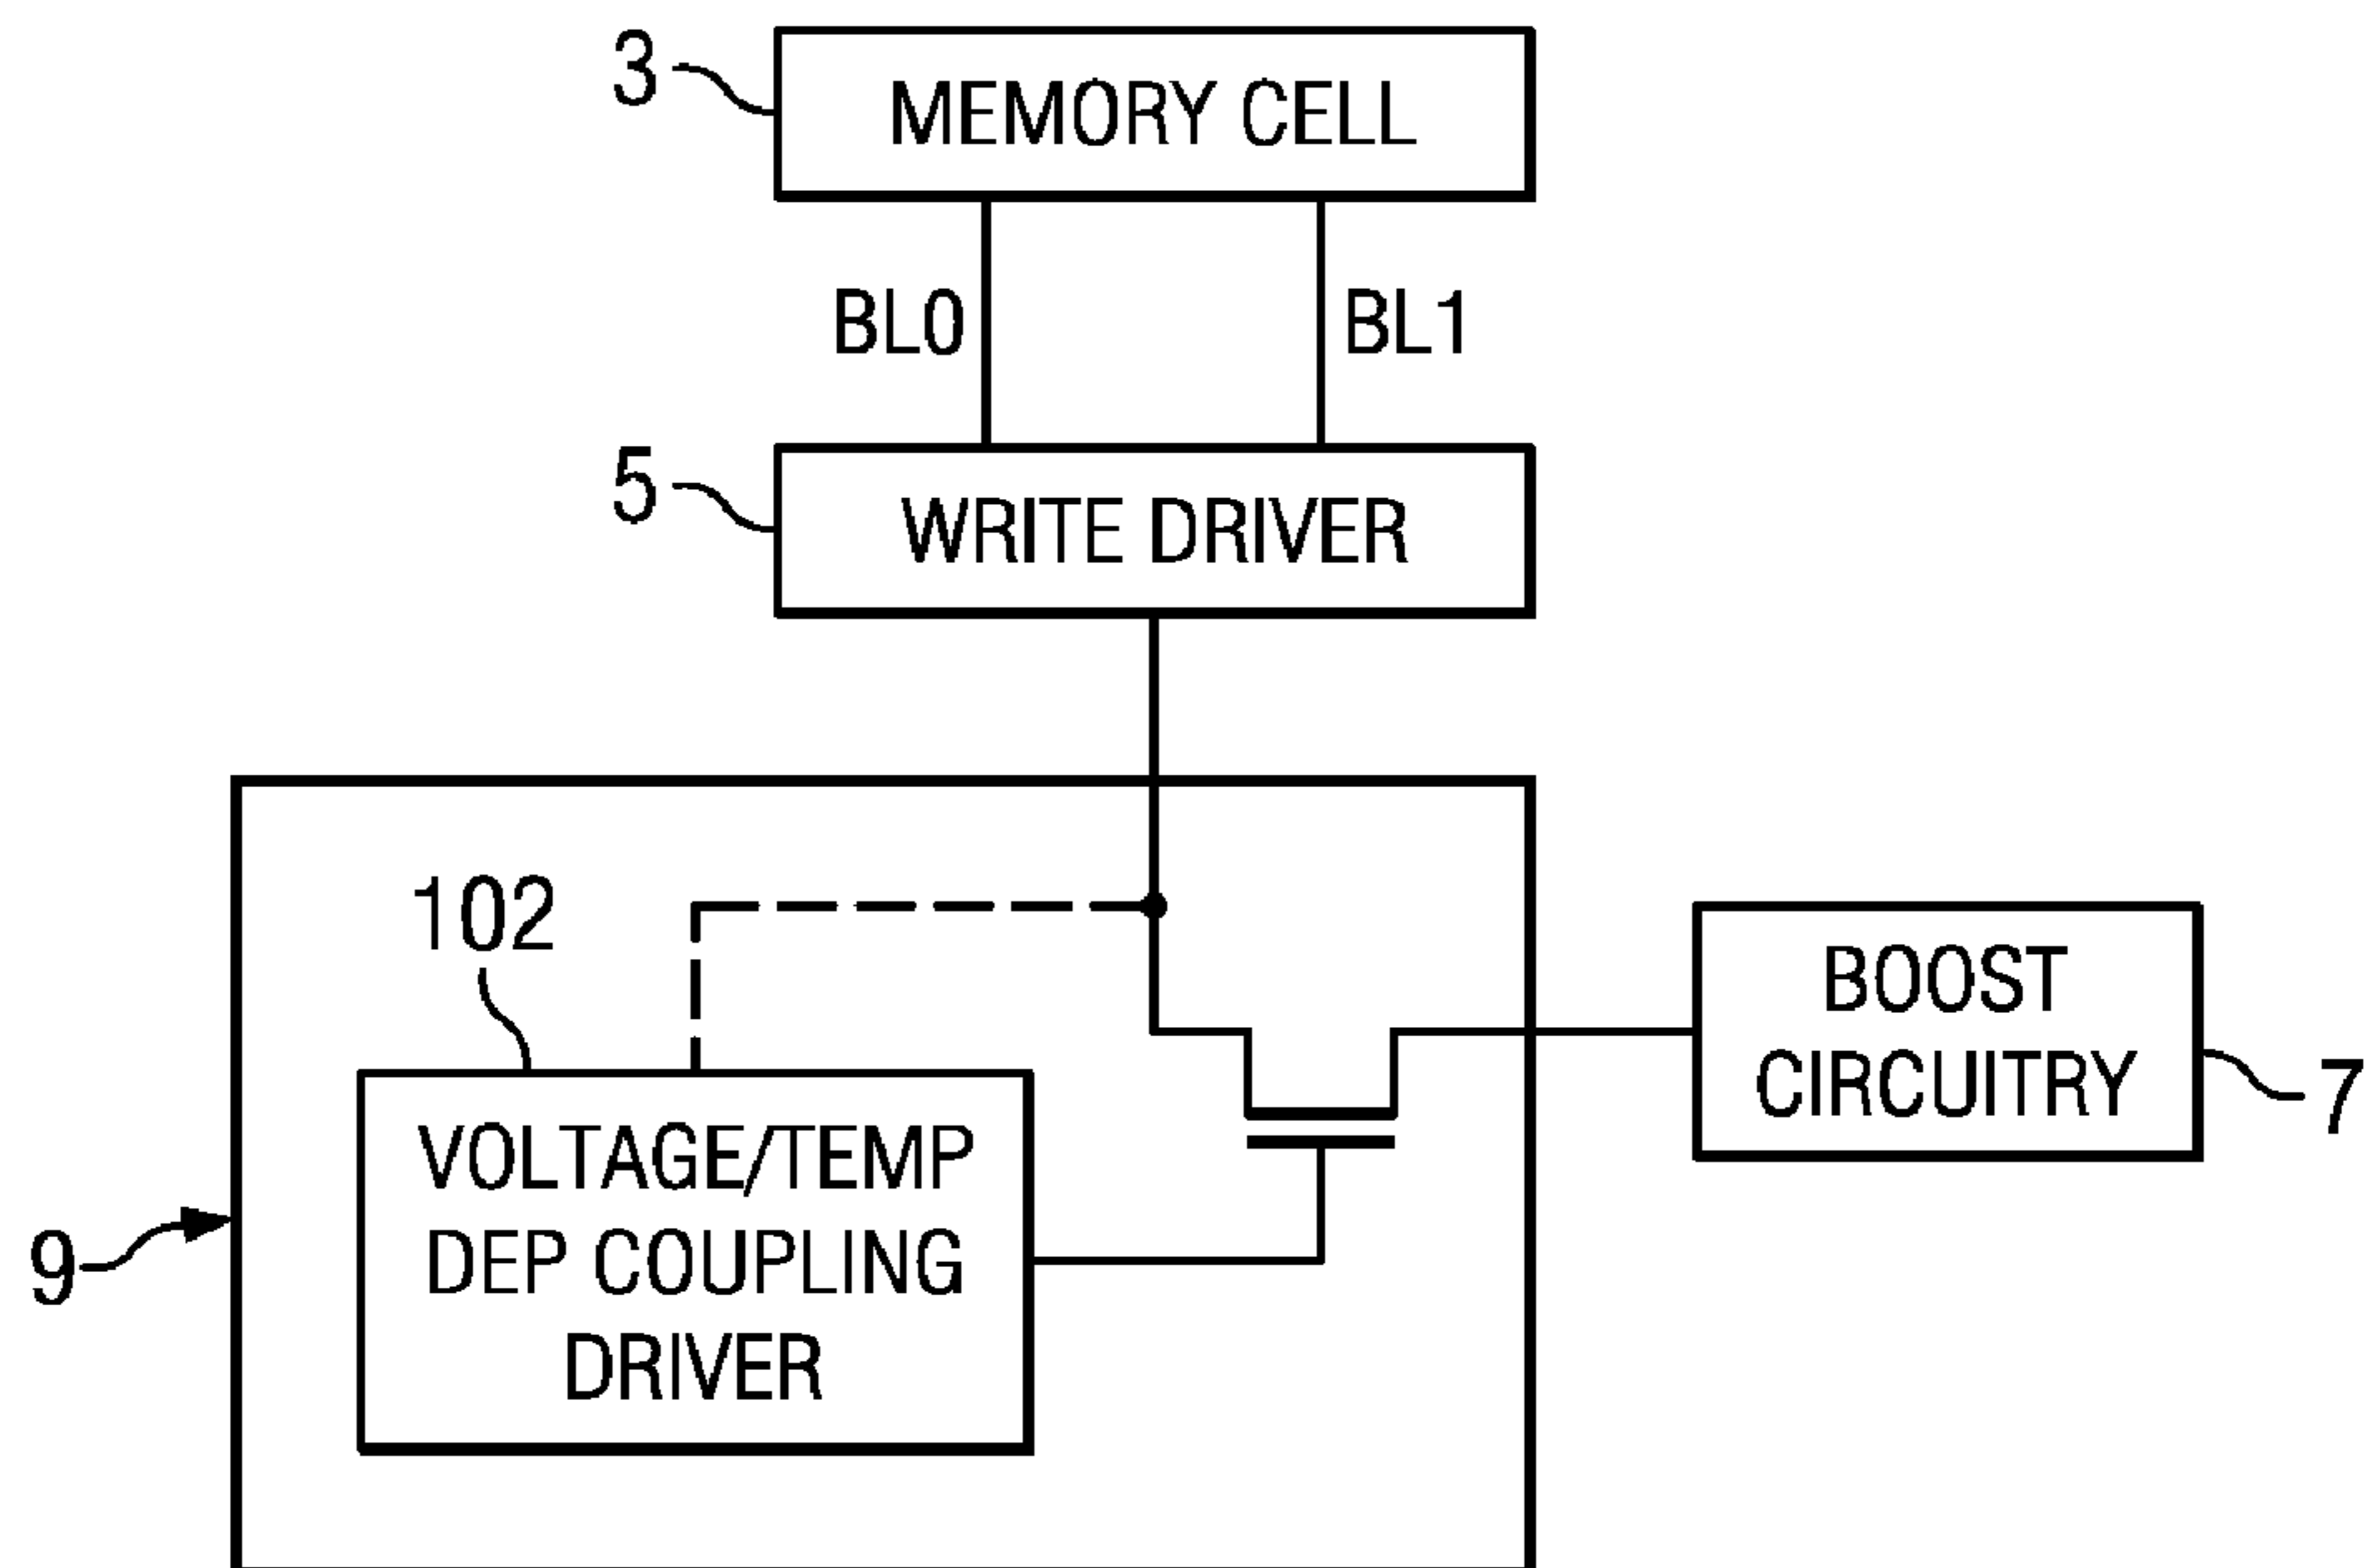 3
MEMORY CELL
BL0
BL1
5
WRITE DRIVER
102
BOOST
CIRCUITRY
7
VOLTAGE/TEMP
DEP COUPLING
DRIVER
9